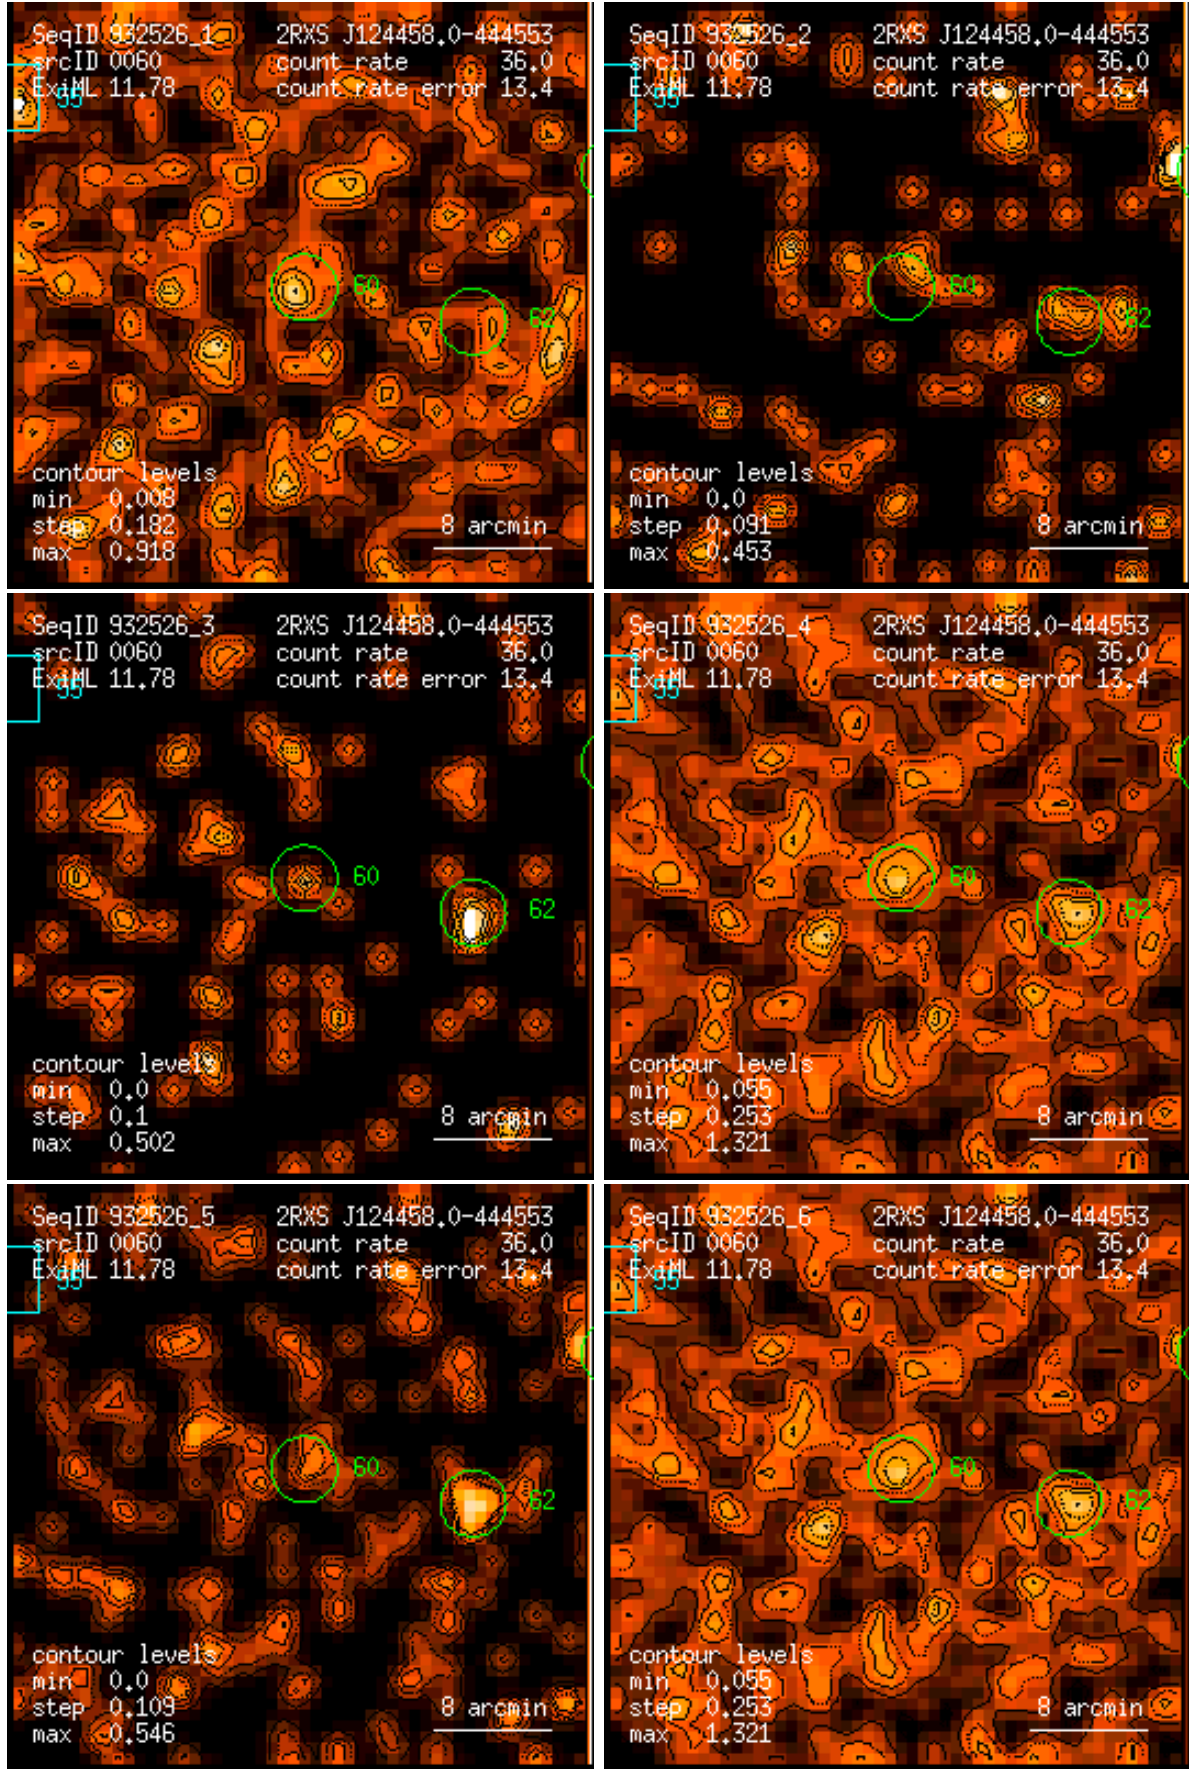 SeqID 932526_1 2RXS J124458.0-444553
srcID 0060 count rate 36.0
ExiML 11.78 count rate error 13.4
95
60
62
contour levels
min 0.008
step 0.182
max 0.918
8 arcmin
SeqID 932526_2 2RXS J124458.0-444553
srcID 0060 count rate 36.0
ExiML 11.78 count rate error 13.4
95
60
62
contour levels
min 0.0
step 0.091
max 0.453
8 arcmin
SeqID 932526_3 2RXS J124458.0-444553
srcID 0060 count rate 36.0
ExiML 11.78 count rate error 13.4
95
60
62
contour levels
min 0.0
step 0.1
max 0.502
8 arcmin
SeqID 932526_4 2RXS J124458.0-444553
srcID 0060 count rate 36.0
ExiML 11.78 count rate error 13.4
95
60
62
contour levels
min 0.055
step 0.253
max 1.321
8 arcmin
SeqID 932526_5 2RXS J124458.0-444553
srcID 0060 count rate 36.0
ExiML 11.78 count rate error 13.4
95
60
62
contour levels
min 0.0
step 0.109
max 0.546
8 arcmin
SeqID 932526_6 2RXS J124458.0-444553
srcID 0060 count rate 36.0
ExiML 11.78 count rate error 13.4
95
60
62
contour levels
min 0.055
step 0.253
max 1.321
8 arcmin